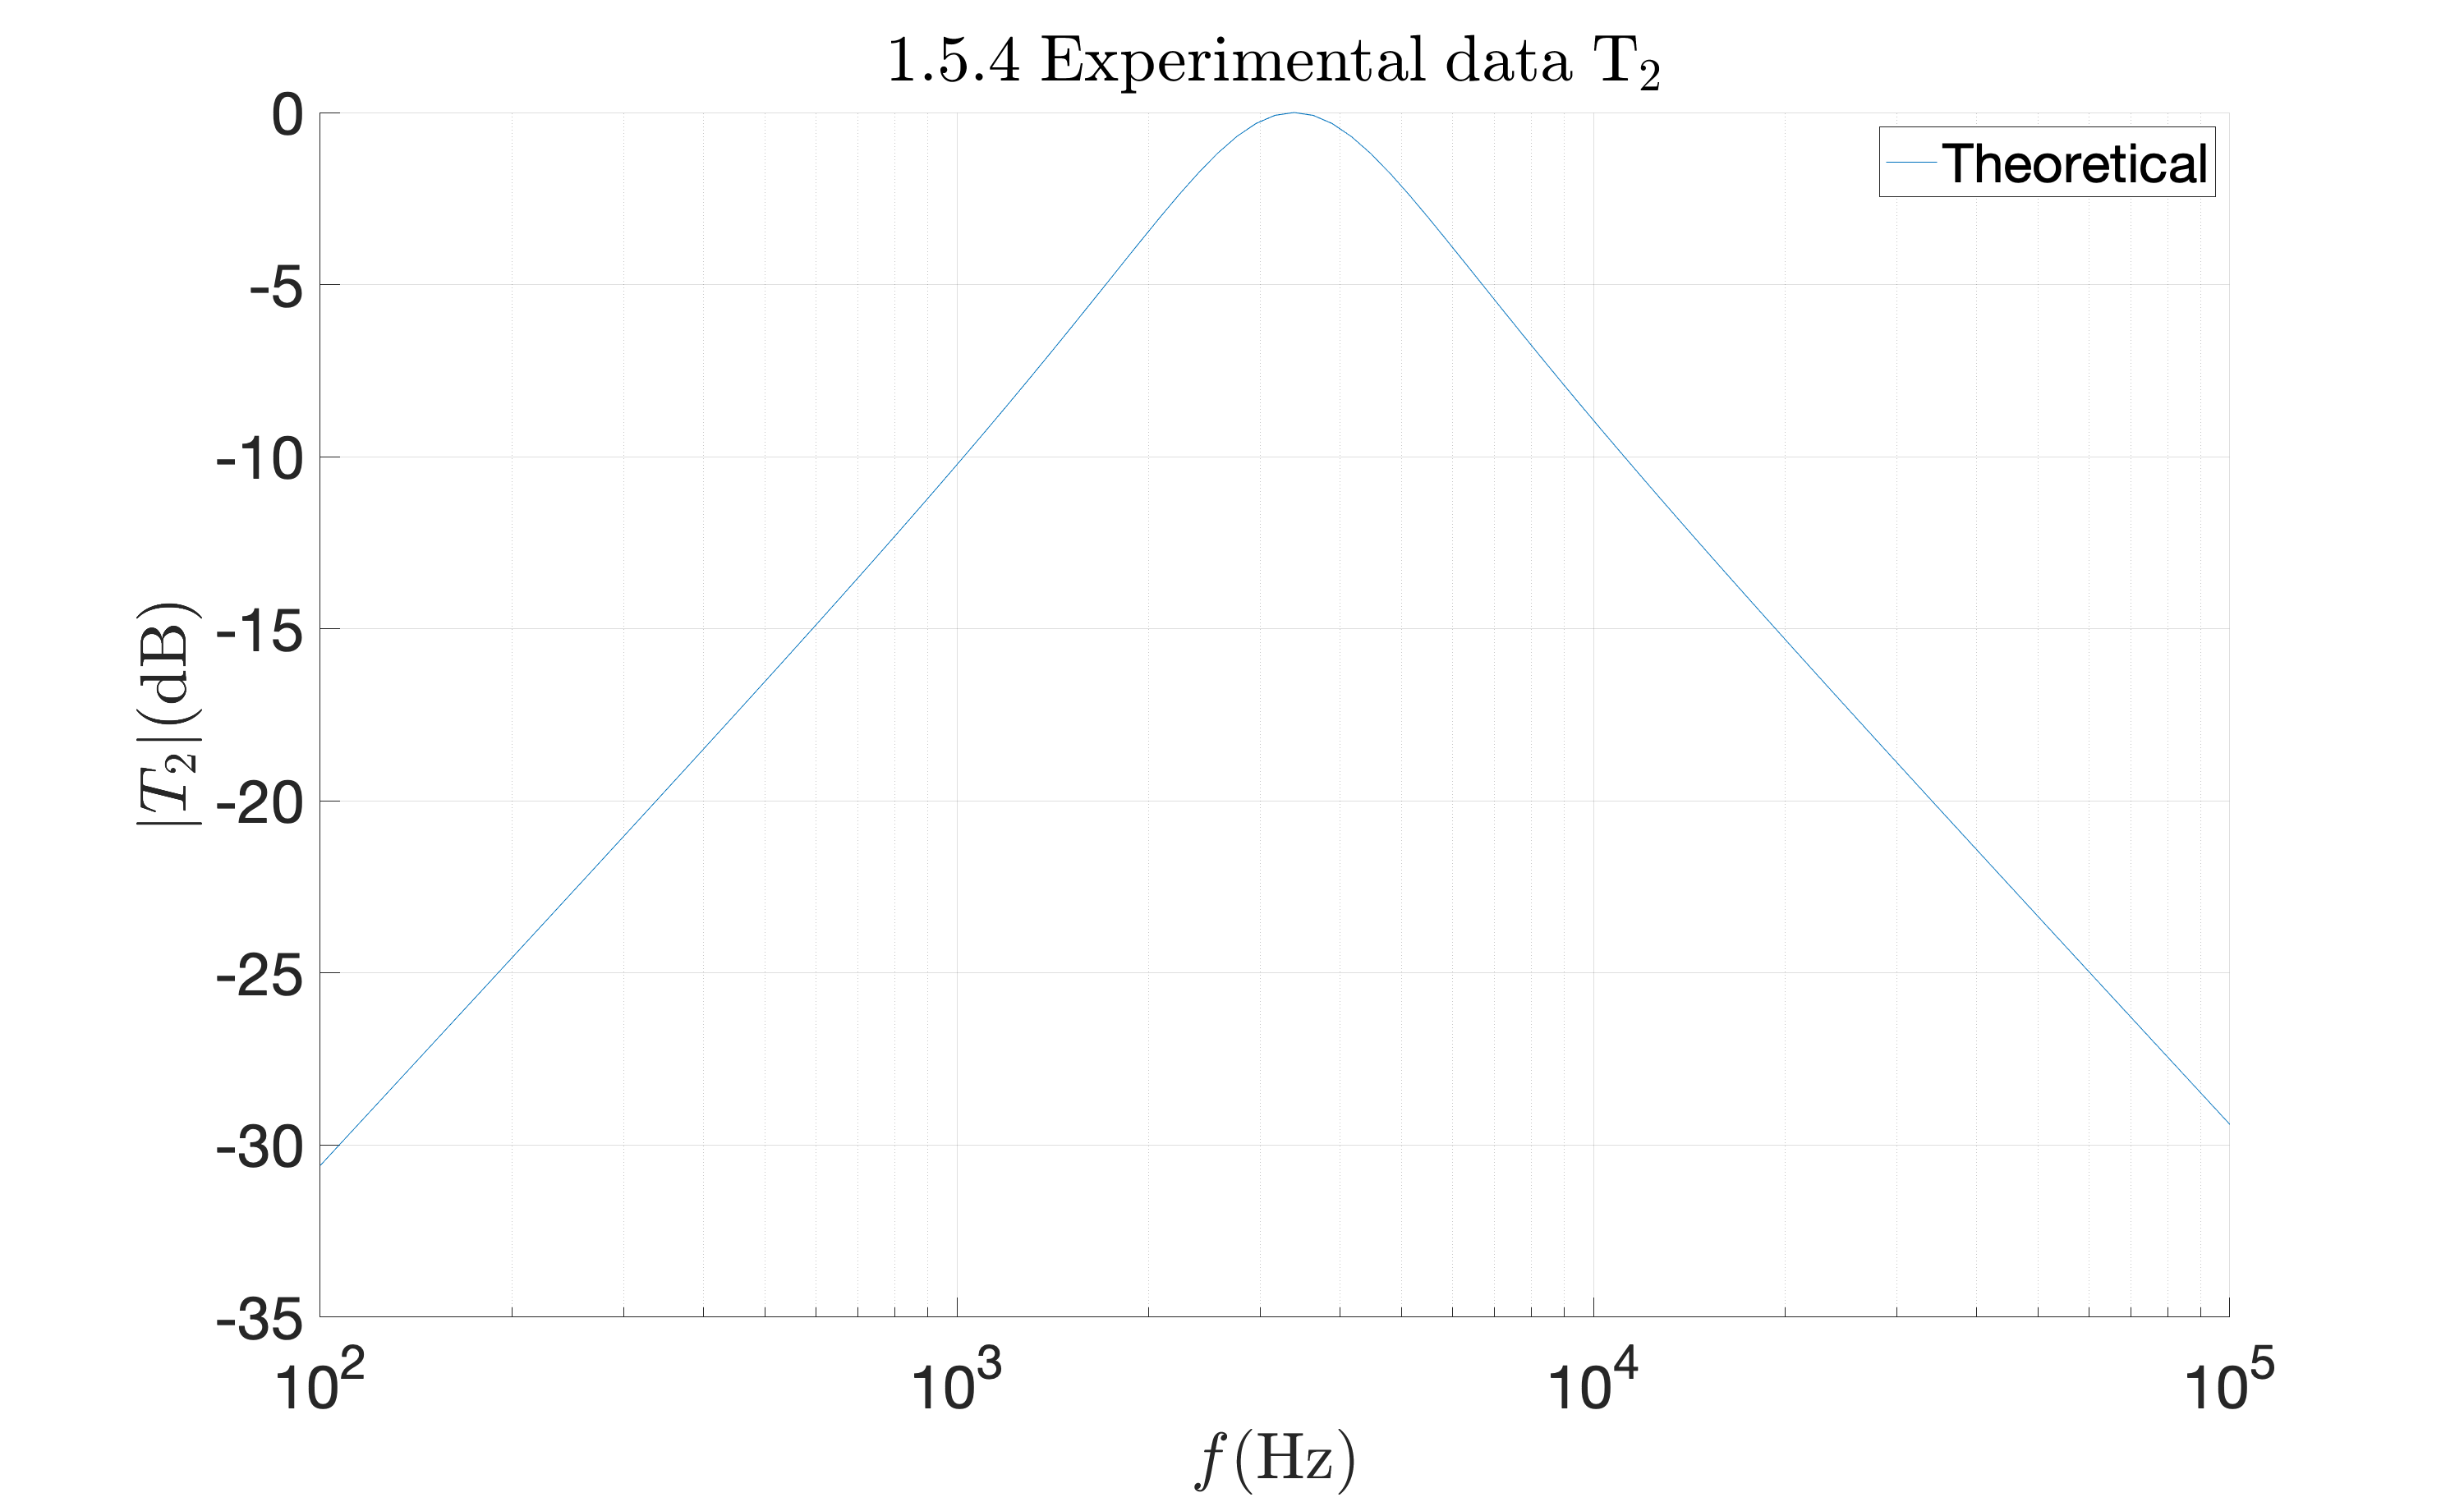 1.5.4 Experimental data T₂
Theoretical
0
-5
-10
-15
-20
-25
-30
-35
|T₂|(dB)
10² 10³ 10⁴ 10⁵
f(Hz)